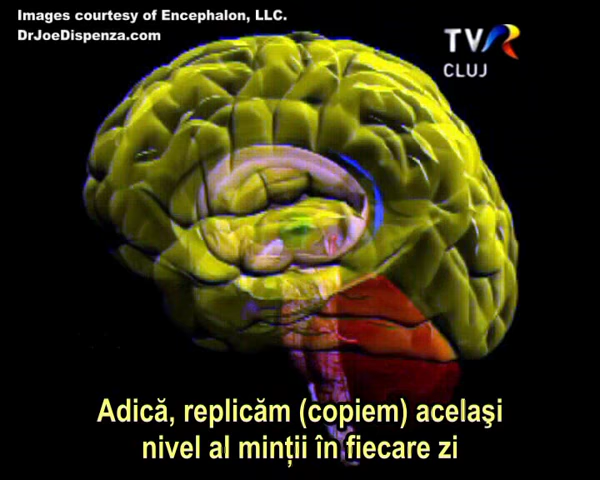 Images courtesy of Encephalon, LLC.
DrJoeDispenza.com
TVR
CLUJ
Adică, replicăm (copiem) acelaşi
nivel al minţii în fiecare zi